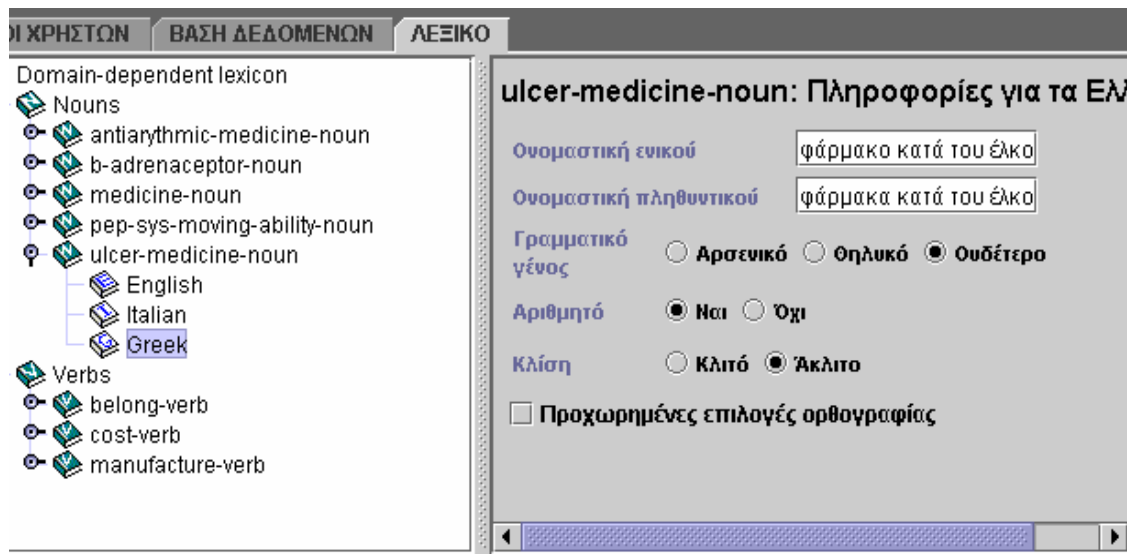 ΟΙ ΧΡΗΣΤΩΝ ΒΑΣΗ ΔΕΔΟΜΕΝΩΝ ΛΕΞΙΚΟ
Domain-dependent lexicon
Nouns
antiarythmic-medicine-noun
b-adrenaceptor-noun
medicine-noun
pep-sys-moving-ability-noun
ulcer-medicine-noun
English
Italian
Greek
Verbs
belong-verb
cost-verb
manufacture-verb
ulcer-medicine-noun: Πληροφορίες για τα Ελλ
Ονομαστική ενικού φάρμακο κατά του έλκο
Ονομαστική πληθυντικού φάρμακα κατά του έλκο
Γραμματικό
γένος Αρσενικό Θηλυκό Ουδέτερο
Αριθμητό Ναι Όχι
Κλίση Κλιτό Άκλιτο
Προχωρημένες επιλογές ορθογραφίας